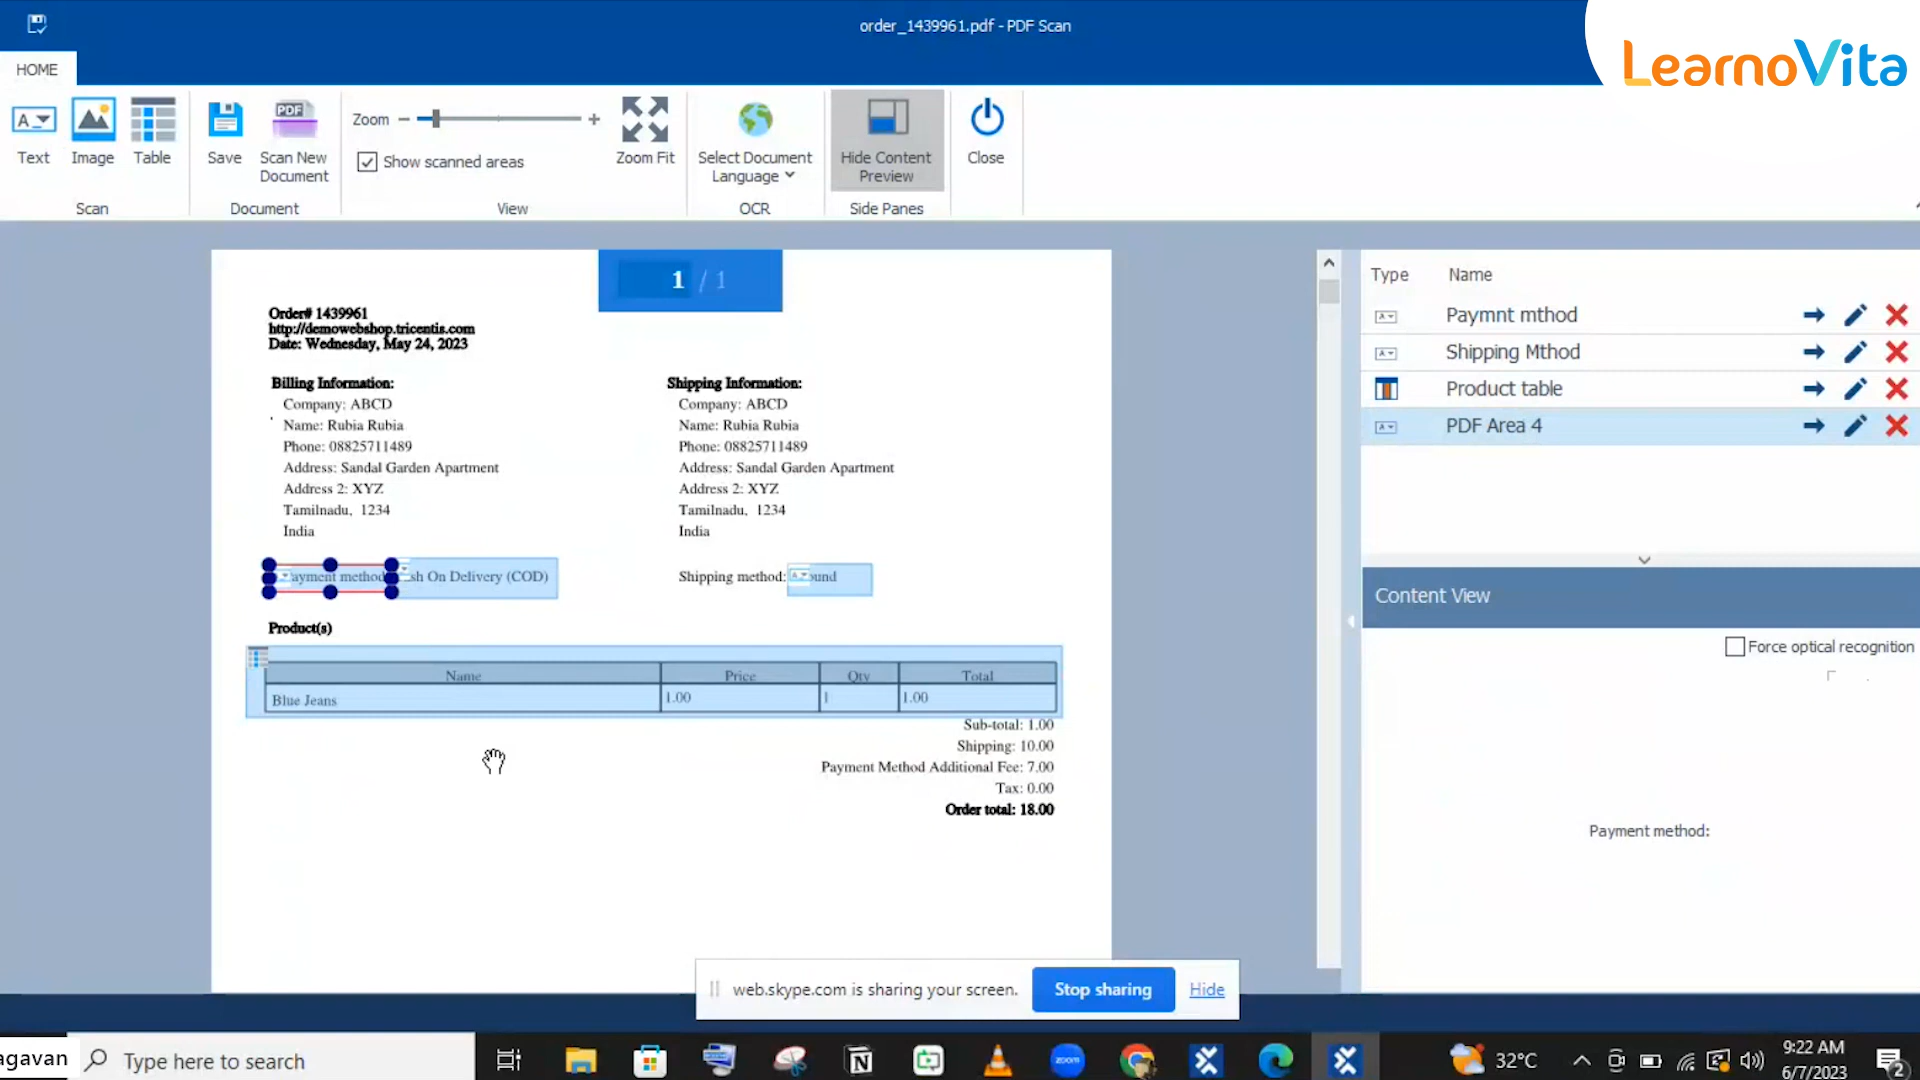 order_1439961.pdf - PDF Scan
LearnoVita
HOME
Text
Image
Table
Save
Scan New Document
Zoom
Show scanned areas
Zoom Fit
Select Document Language
Hide Content Preview
Close
Scan
Document
View
OCR
Side Panes
1 / 1
Order# 1439961
http://demowebshop.tricentis.com
Date: Wednesday, May 24, 2023
Billing Information:
Company: ABCD
Name: Rubia Rubia
Phone: 08825711489
Address: Sandal Garden Apartment
Address 2: XYZ
Tamilnadu, 1234
India
Shipping Information:
Company: ABCD
Name: Rubia Rubia
Phone: 08825711489
Address: Sandal Garden Apartment
Address 2: XYZ
Tamilnadu, 1234
India
ayment method sh On Delivery (COD)
Shipping method: ound
Product(s)
Name Price Qty Total
Blue Jeans 1.00 1 1.00
Sub-total: 1.00
Shipping: 10.00
Payment Method Additional Fee: 7.00
Tax: 0.00
Order total: 18.00
Type Name
Paymnt mthod
Shipping Mthod
Product table
PDF Area 4
Content View
Force optical recognition
Payment method:
web.skype.com is sharing your screen.
Stop sharing
Hide
agavan
Type here to search
zoom
32°C
9:22 AM
6/7/2023
2